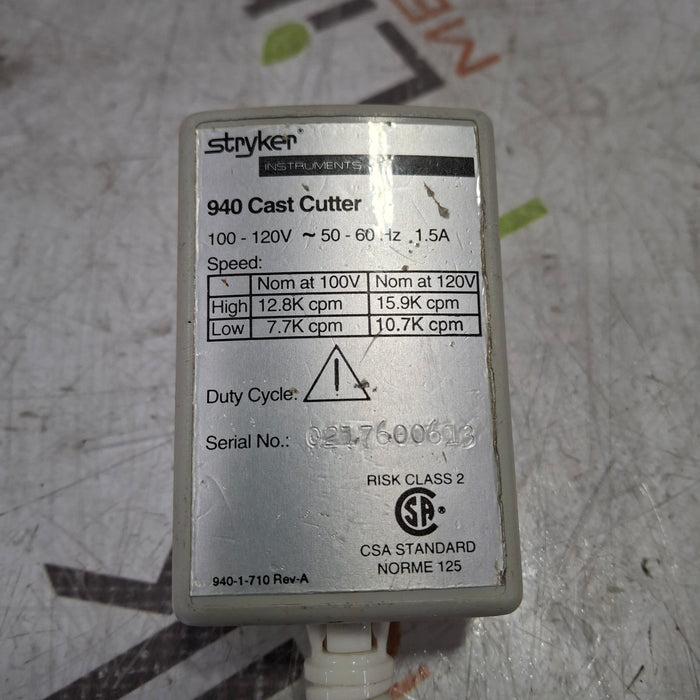 stryker®
INSTRUMENTS
940 Cast Cutter
100 - 120V ~ 50 - 60 Hz 1.5A
Speed:
Nom at 100V Nom at 120V
High 12.8K cpm 15.9K cpm
Low 7.7K cpm 10.7K cpm
Duty Cycle: !
Serial No.: 0217600613
RISK CLASS 2
CSA ®
CSA STANDARD
NORME 125
940-1-710 Rev-A